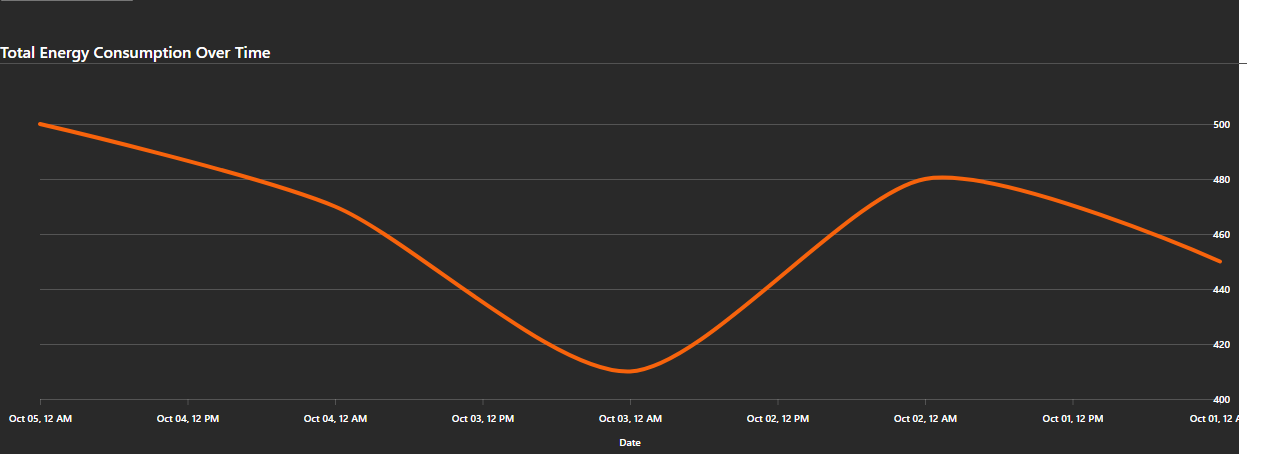 Total Energy Consumption Over Time
500
480
460
440
420
400
Oct 05, 12 AM Oct 04, 12 PM Oct 04, 12 AM Oct 03, 12 PM Oct 03, 12 AM Oct 02, 12 PM Oct 02, 12 AM Oct 01, 12 PM Oct 01, 12 A
Date